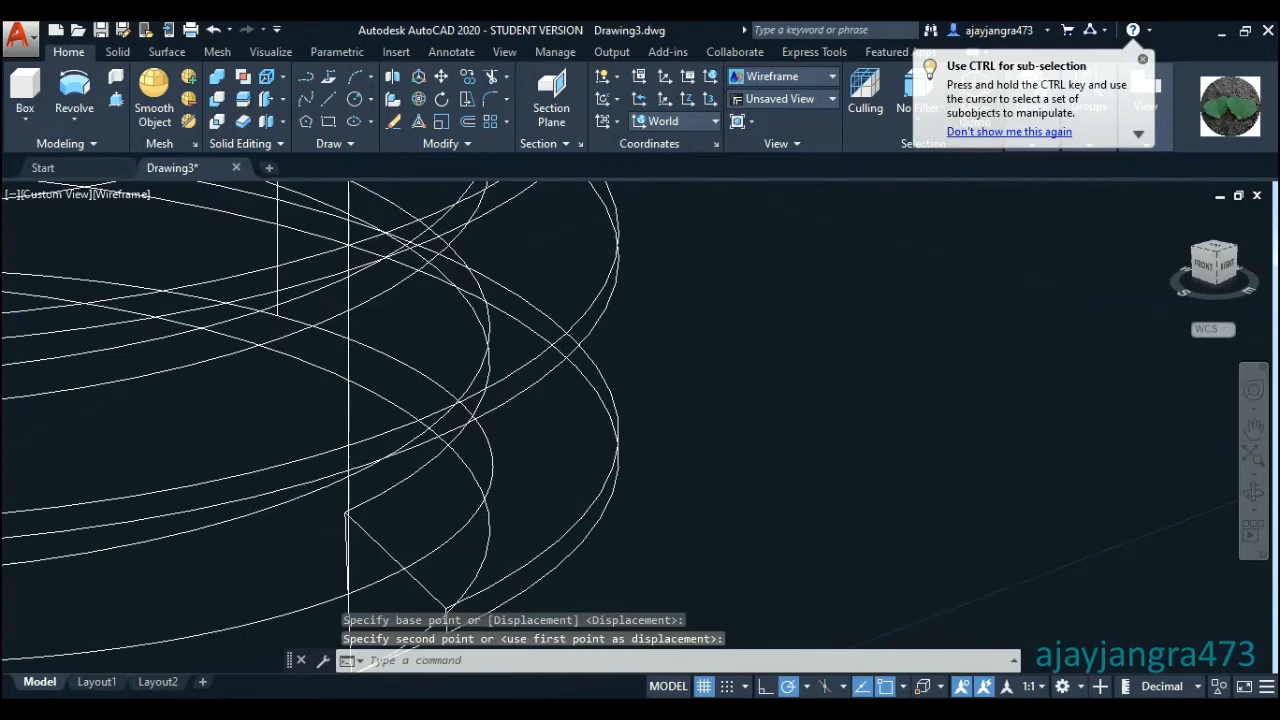 Autodesk AutoCAD 2020 - STUDENT VERSION Drawing3.dwg
Type a keyword or phrase
ajayjangra473
Home Solid Surface Mesh Visualize Parametric Insert Annotate View Manage Output Add-ins Collaborate Express Tools Featured
Use CTRL for sub-selection
Press and hold the CTRL key and use
the cursor to select a set of
subobjects to manipulate.
Don't show me this again
Box Revolve Smooth
Object
Section
Plane
Wireframe
Unsaved View
World
Culling
Groups
View
Modeling Mesh Solid Editing Draw Modify Section Coordinates View Selection
Start Drawing3*
[–][Custom View][Wireframe]
FRONT RIGHT
S E
WCS
Specify base point or [Displacement] <Displacement>:
Specify second point or <use first point as displacement>:
Type a command
ajayjangra473
Model Layout1 Layout2
MODEL 1:1 Decimal